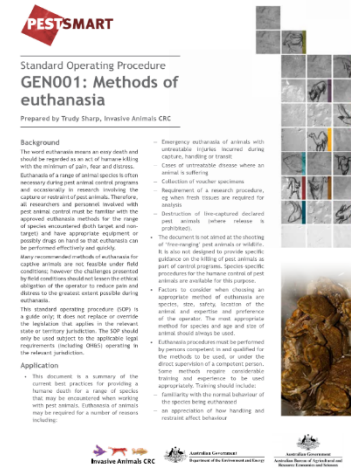 PESTSMART
Standard Operating Procedure
GEN001: Methods of
euthanasia
Prepared by Trudy Sharp, Invasive Animals CRC
Background
The word euthanasia means an easy death and
should be regarded as an act of humane killing
with the minimum of pain, fear and distress.
Euthanasia of a range of animal species is often
necessary during pest animal control programs
and occasionally in research involving the
capture or restraint of pest animals. Therefore,
all researchers and personnel involved with
pest animal control must be familiar with the
approved euthanasia methods for the range
of species encountered (both target and non-
target) and have appropriate equipment or
possibly drugs on hand so that euthanasia can
be performed effectively and quickly.
Many recommended methods of euthanasia for
captive animals are not feasible under field
conditions; however the challenges presented
by field conditions should not lessen the ethical
obligation of the operator to reduce pain and
distress to the greatest extent possible during
euthanasia.
This standard operating procedure (SOP) is
a guide only; it does not replace or override
the legislation that applies in the relevant
state or territory jurisdiction. The SOP should
only be used subject to the applicable legal
requirements (including OH&S) operating in
the relevant jurisdiction.
Application
• This document is a summary of the
current best practices for providing a
humane death for a range of species
that may be encountered when working
with pest animals. Euthanasia of animals
may be required for a number of reasons
including:
– Emergency euthanasia of animals with
untreatable injuries incurred during
capture, handling or transit
– Cases of untreatable disease where an
animal is suffering
– Collection of voucher specimens
– Requirement of a research procedure,
eg when fresh tissues are required for
analysis
– Destruction of live-captured declared
pest animals (where release is
prohibited).
• The document is not aimed at the shooting
of ‘free-ranging’ pest animals or wildlife.
It is also not designed to provide specific
guidance on the killing of pest animals as
part of control programs. Species-specific
procedures for the humane control of pest
animals are available for this purpose.
• Factors to consider when choosing an
appropriate method of euthanasia are
species, size, safety, location of the
animal and expertise and preference
of the operator. The most appropriate
method for species and age and size of
animal should always be used.
• Euthanasia procedures must be performed
by persons competent in and qualified for
the methods to be used, or under the
direct supervision of a competent person.
Some methods require considerable
training and experience to be used
appropriately. Training should include:
– familiarity with the normal behaviour of
the species being euthanased
– an appreciation of how handling and
restraint affect behaviour
Invasive Animals CRC
Australian Government
Department of the Environment and Energy
Australian Government
Australian Bureau of Agricultural and
Resource Economics and Sciences